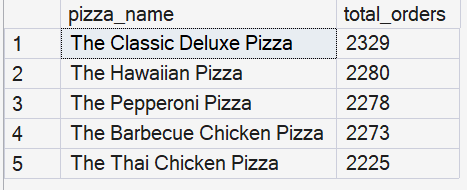 pizza_name total_orders
1 The Classic Deluxe Pizza 2329
2 The Hawaiian Pizza 2280
3 The Pepperoni Pizza 2278
4 The Barbecue Chicken Pizza 2273
5 The Thai Chicken Pizza 2225